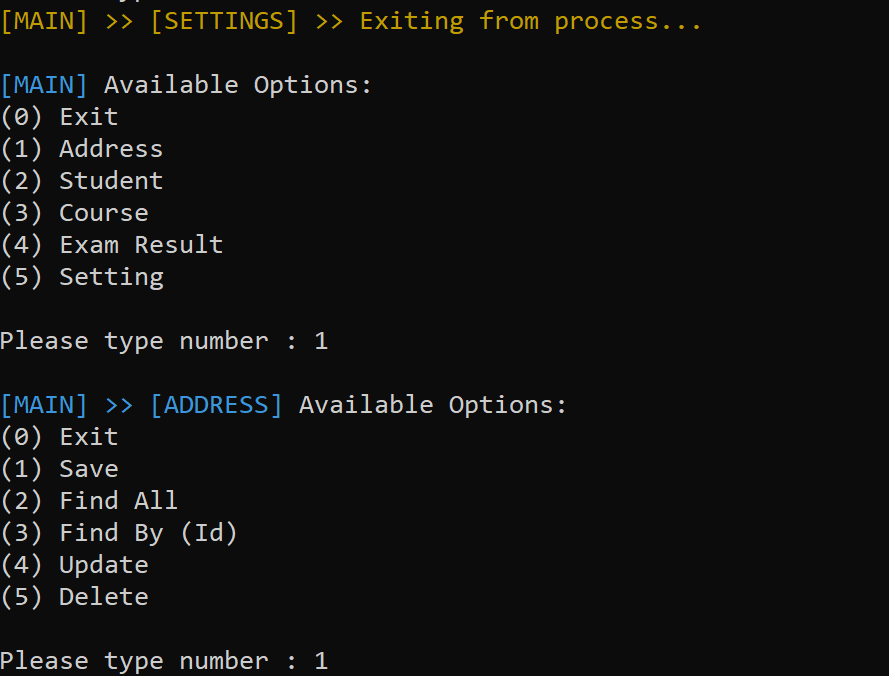 [MAIN] >> [SETTINGS] >> Exiting from process...
[MAIN] Available Options:
(0) Exit
(1) Address
(2) Student
(3) Course
(4) Exam Result
(5) Setting
Please type number : 1
[MAIN] >> [ADDRESS] Available Options:
(0) Exit
(1) Save
(2) Find All
(3) Find By (Id)
(4) Update
(5) Delete
Please type number : 1